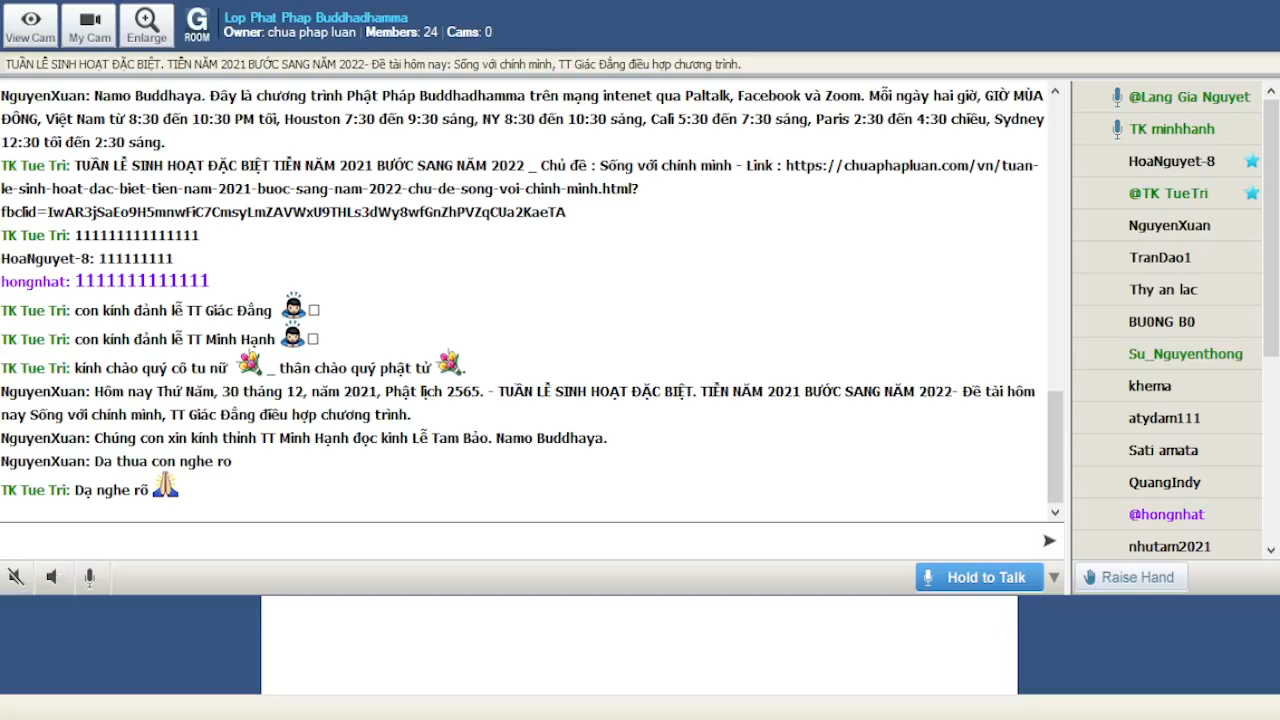 Lop Phat Phap Buddhadhamma
Owner: chua phap luan | Members: 24 | Cams: 0
View Cam
My Cam
Enlarge
G
ROOM
TUẦN LỄ SINH HOẠT ĐẶC BIỆT. TIỄN NĂM 2021 BƯỚC SANG NĂM 2022- Đề tài hôm nay: Sống với chính mình, TT Giác Đẳng điều hợp chương trình.
NguyenXuan: Namo Buddhaya. Đây là chương trình Phật Pháp Buddhadhamma trên mạng intenet qua Paltalk, Facebook và Zoom. Mỗi ngày hai giờ, GIỜ MÙA
ĐÔNG, Việt Nam từ 8:30 đến 10:30 PM tối, Houston 7:30 đến 9:30 sáng, NY 8:30 đến 10:30 sáng, Cali 5:30 đến 7:30 sáng, Paris 2:30 đến 4:30 chiều, Sydney
12:30 tối đến 2:30 sáng.
TK Tue Tri: TUẦN LỄ SINH HOẠT ĐẶC BIỆT TIỄN NĂM 2021 BƯỚC SANG NĂM 2022 _ Chủ đề : Sống với chính mình - Link : https://chuaphapluan.com/vn/tuan-
le-sinh-hoat-dac-biet-tien-nam-2021-buoc-sang-nam-2022-chu-de-song-voi-chinh-minh.html?
fbclid=IwAR3jSaEo9H5mnwFiC7CmsyLmZAVWxU9THLs3dWy8wfGnZhPVZqCUa2KaeTA
TK Tue Tri: 111111111111111
HoaNguyet-8: 111111111
hongnhat: 1111111111111
TK Tue Tri: con kính đảnh lễ TT Giác Đẳng
TK Tue Tri: con kính đảnh lễ TT Minh Hạnh
TK Tue Tri: kính chào quý cô tu nữ _ thân chào quý phật tử .
NguyenXuan: Hôm nay Thứ Năm, 30 tháng 12, năm 2021, Phật lịch 2565. - TUẦN LỄ SINH HOẠT ĐẶC BIỆT. TIỄN NĂM 2021 BƯỚC SANG NĂM 2022- Đề tài hôm
nay Sống với chính mình, TT Giác Đẳng điều hợp chương trình.
NguyenXuan: Chúng con xin kính thỉnh TT Minh Hạnh đọc kinh Lễ Tam Bảo. Namo Buddhaya.
NguyenXuan: Da thua con nghe ro
TK Tue Tri: Dạ nghe rõ
Hold to Talk
@Lang Gia Nguyet
TK minhhanh
HoaNguyet-8
@TK TueTri
NguyenXuan
TranDao1
Thy an lac
BU0NG B0
Su_Nguyenthong
khema
atydam111
Sati amata
QuangIndy
@hongnhat
nhutam2021
Raise Hand